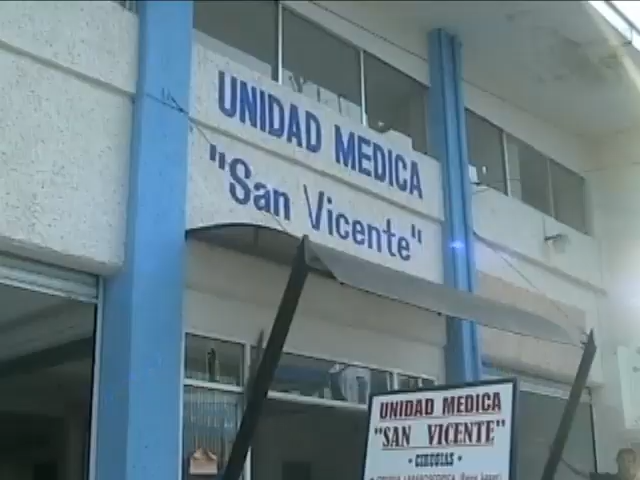 UNIDAD MEDICA
"San Vicente"
UNIDAD MEDICA
"SAN VICENTE"
• CIRUGIAS •